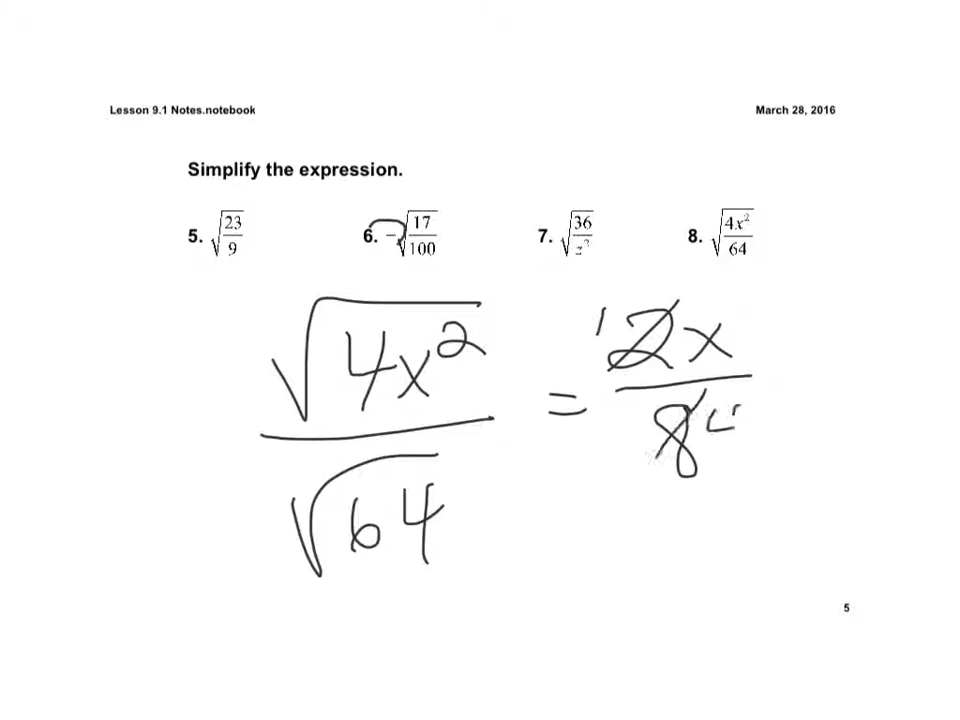 Lesson 9.1 Notes.notebook March 28, 2016
Simplify the expression.
5. √(23/9) 6. -√(17/100) 7. √(36/z²) 8. √(4x²/64)
√4x² = ¹2x
√64 8
5